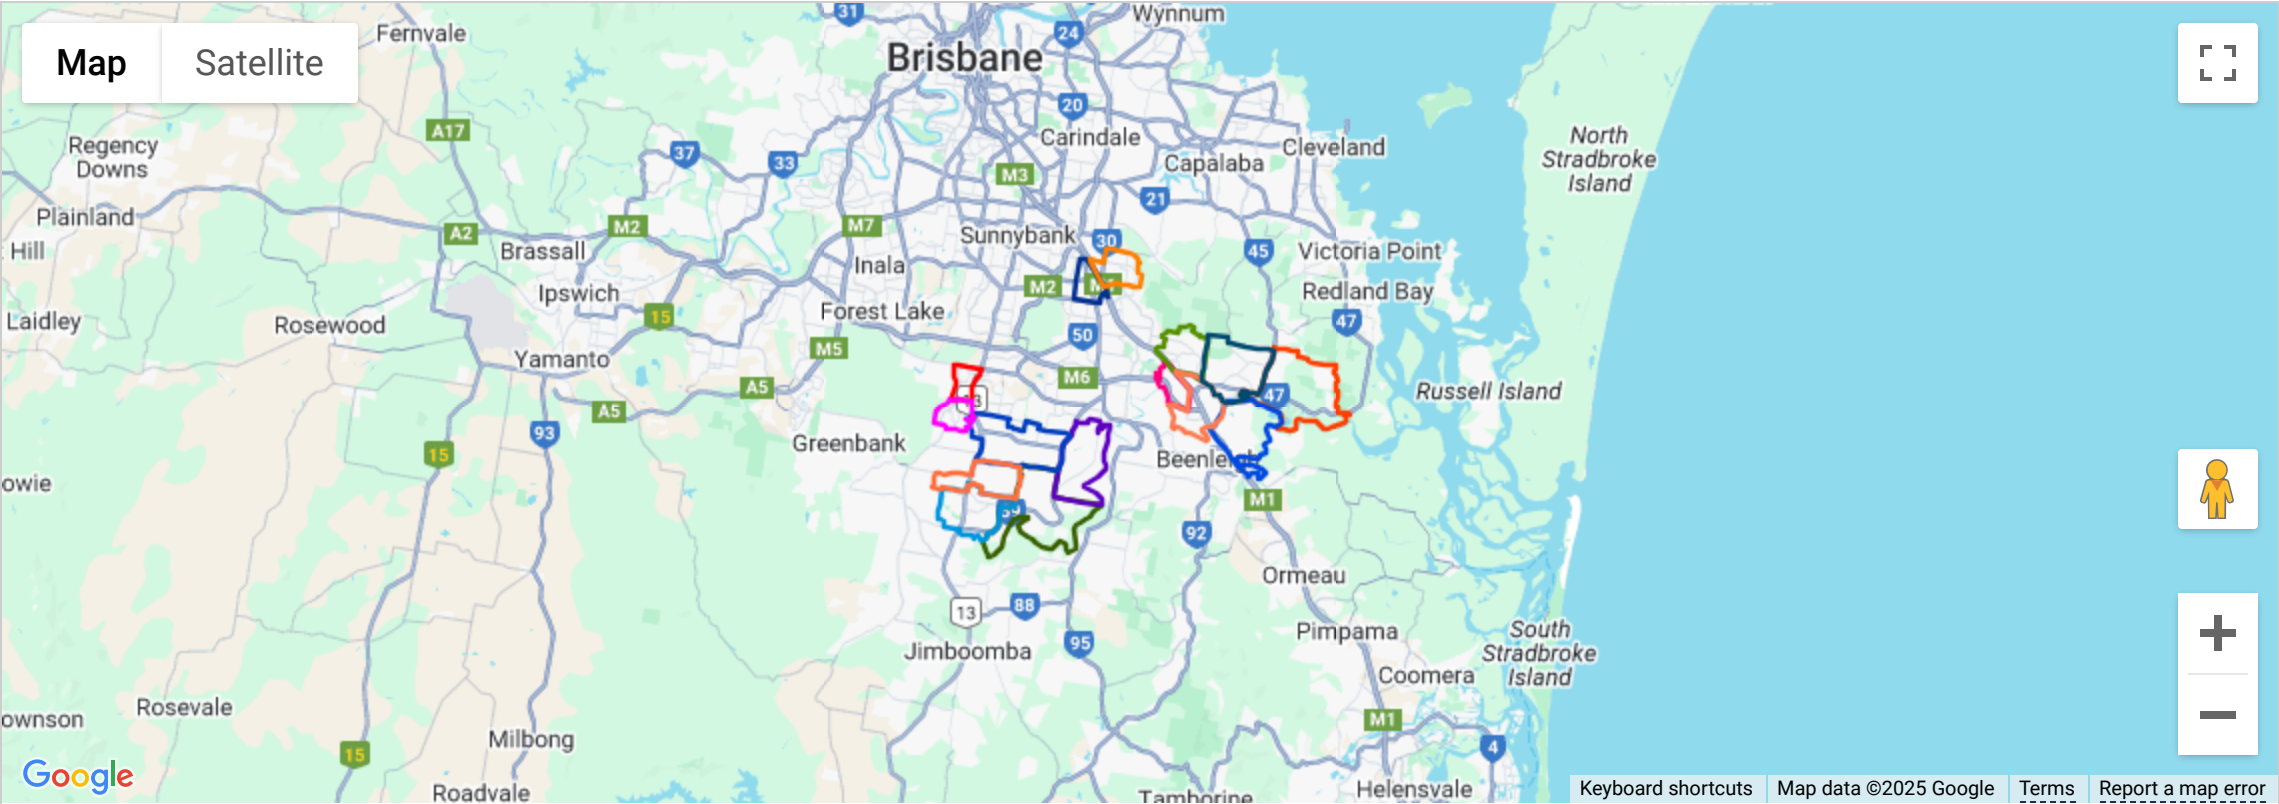 31
Wynnum
Fernvale
24
Brisbane
Map
Satellite
20
A17
Carindale
North
Stradbroke
Island
Regency
Downs
37
33
Cleveland
Capalaba
M3
21
Plainland
A2
M2
M7
Sunnybank
30
Hill
Brassall
45
Victoria Point
Inala
Ipswich
M2
Redland Bay
Laidley
Rosewood
15
Forest Lake
47
50
M5
Yamanto
A5
M6
Russell Island
A5
47
93
Greenbank
15
Beenleigh
owie
M1
59
92
Ormeau
13
88
Pimpama
South
Stradbroke
Island
95
Jimboomba
Coomera
Rosevale
ownson
M1
Milbong
15
4
Google
Roadvale
Tamborine
Helensvale
Keyboard shortcuts
Map data ©2025 Google
Terms
Report a map error